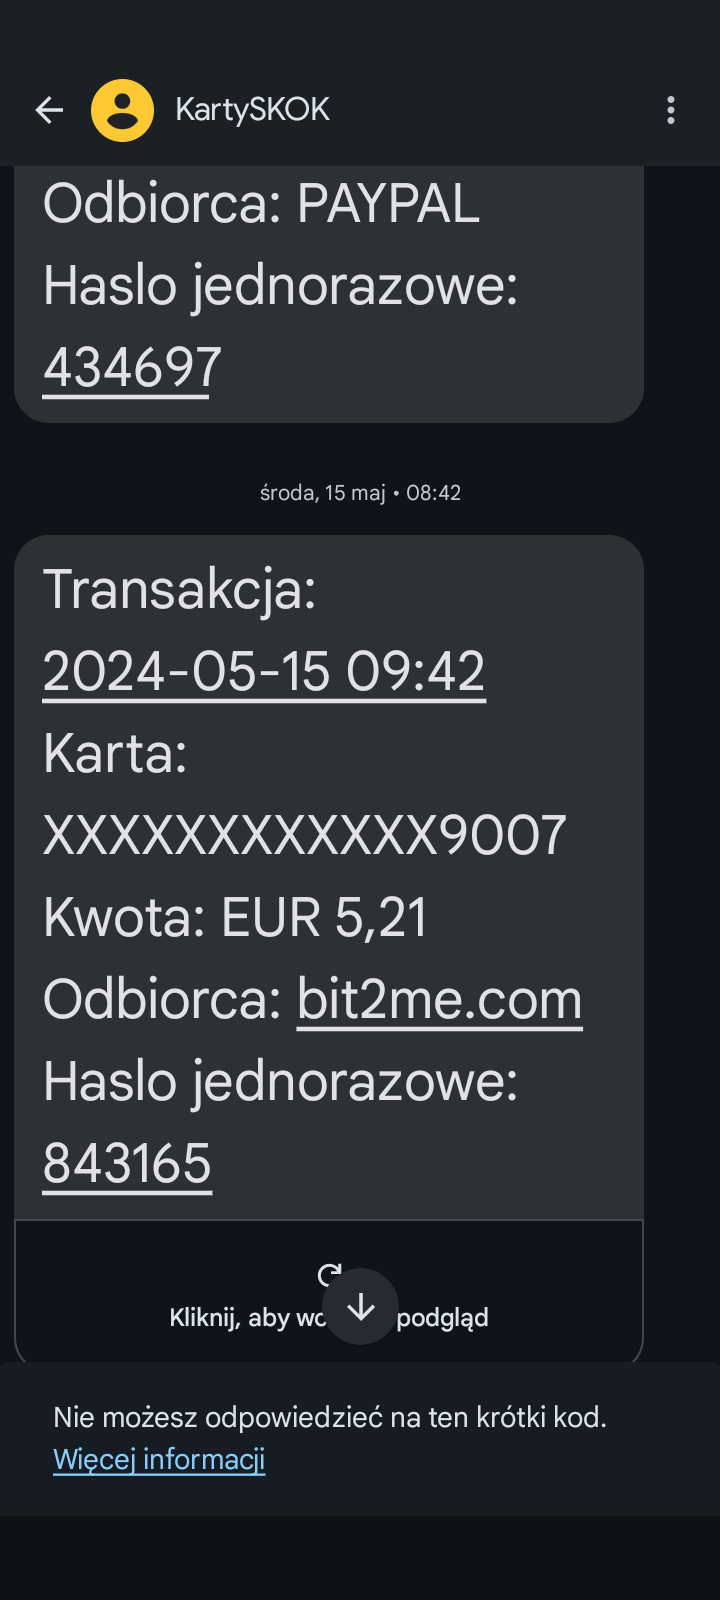 KartySKOK
Odbiorca: PAYPAL
Haslo jednorazowe:
434697
środa, 15 maj • 08:42
Transakcja:
2024-05-15 09:42
Karta:
XXXXXXXXXXXX9007
Kwota: EUR 5,21
Odbiorca: bit2me.com
Haslo jednorazowe:
843165
Kliknij, aby podgląd
Nie możesz odpowiedzieć na ten krótki kod.
Więcej informacji